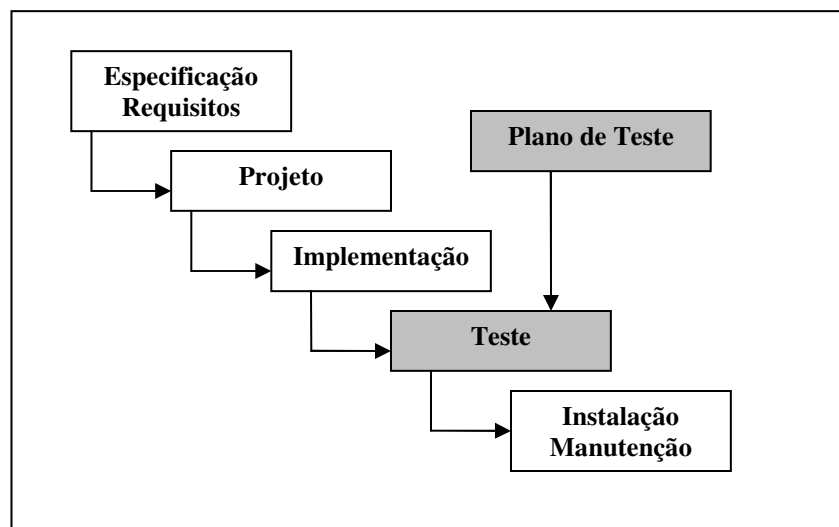 Especificação
Requisitos
Plano de Teste
Projeto
Implementação
Teste
Instalação
Manutenção